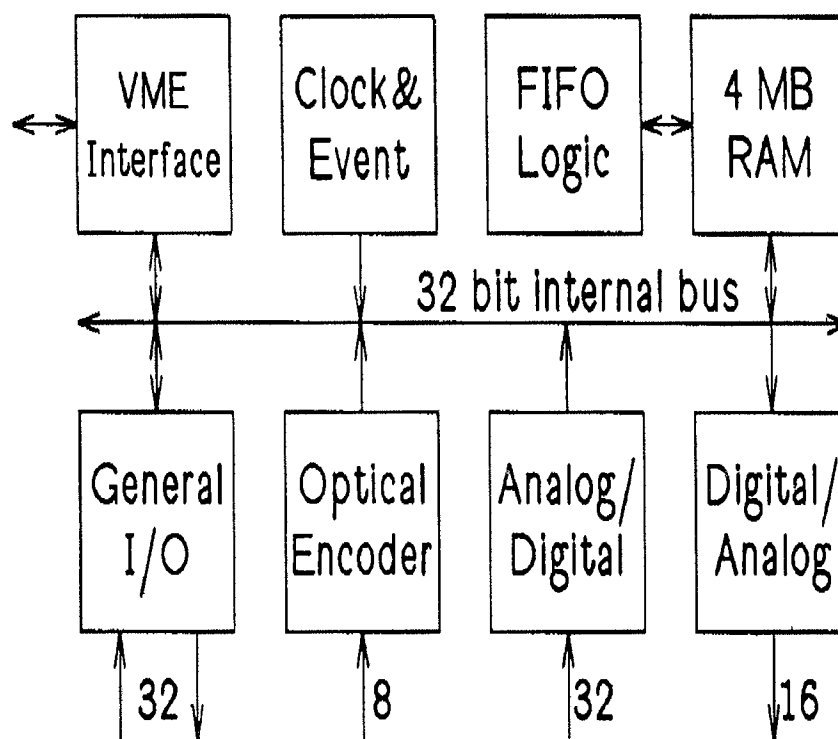 VME
Interface
Clock&
Event
FIFO
Logic
4 MB
RAM
32 bit internal bus
General
I/O
Optical
Encoder
Analog/
Digital
Digital/
Analog
32
8
32
16